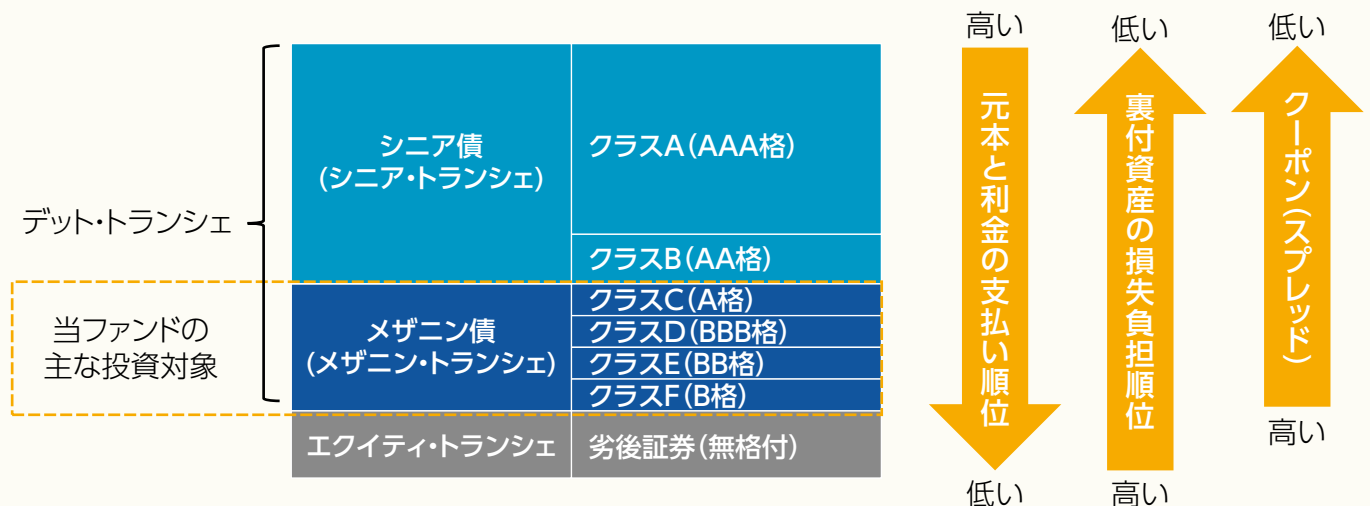 高い
低い
低い
デット・トランシェ
シニア債
(シニア・トランシェ)
クラスA(AAA格)
クラスB(AA格)
当ファンドの
主な投資対象
メザニン債
(メザニン・トランシェ)
クラスC(A格)
クラスD(BBB格)
クラスE(BB格)
クラスF(B格)
エクイティ・トランシェ
劣後証券(無格付)
元本と利金の支払い順位
裏付資産の損失負担順位
クーポン(スプレッド)
低い
高い
高い